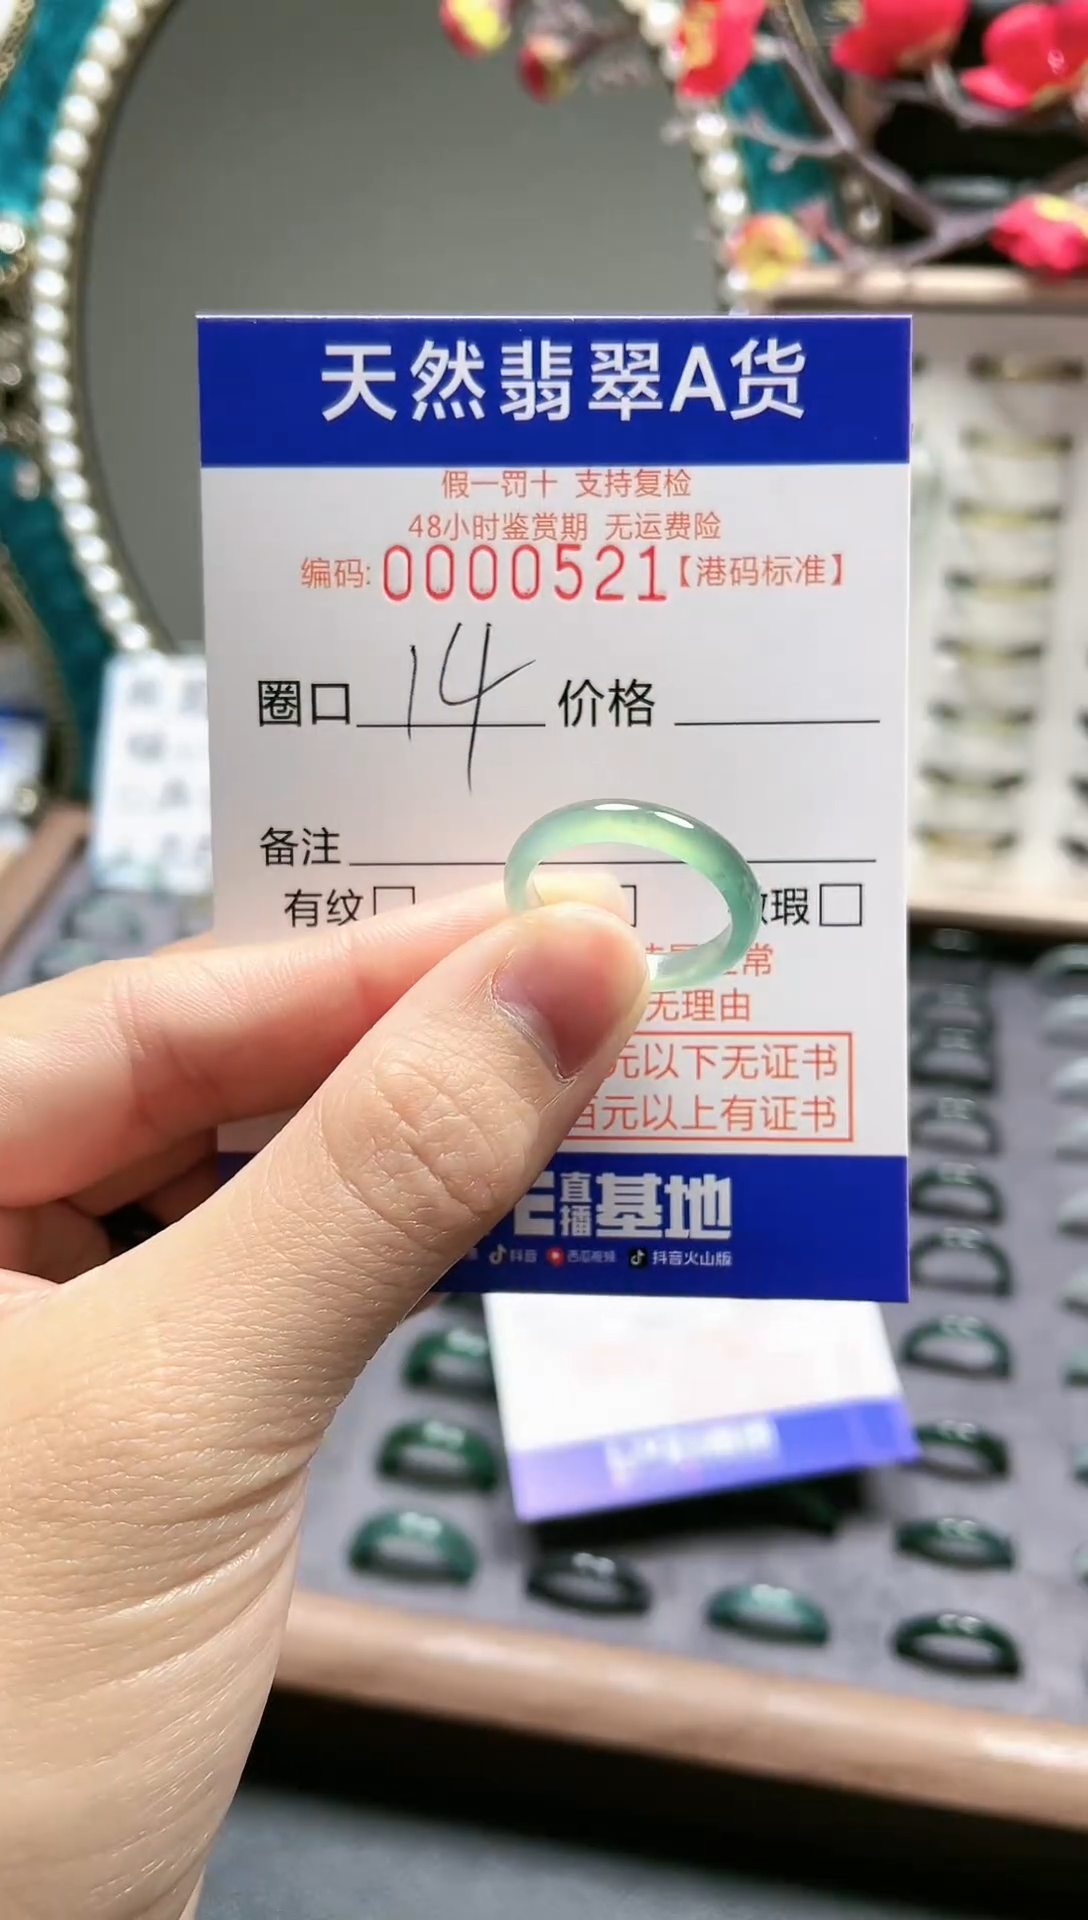 天然翡翠A货
假一罚十 支持复检
48小时鉴赏期 无运费险
编码:0000521【港码标准】
圈口 14 价格
备注
有纹□ □ 瑕□
常
无理由
元以下无证书
百元以上有证书
E直播基地
抖音 西瓜视频 抖音火山版